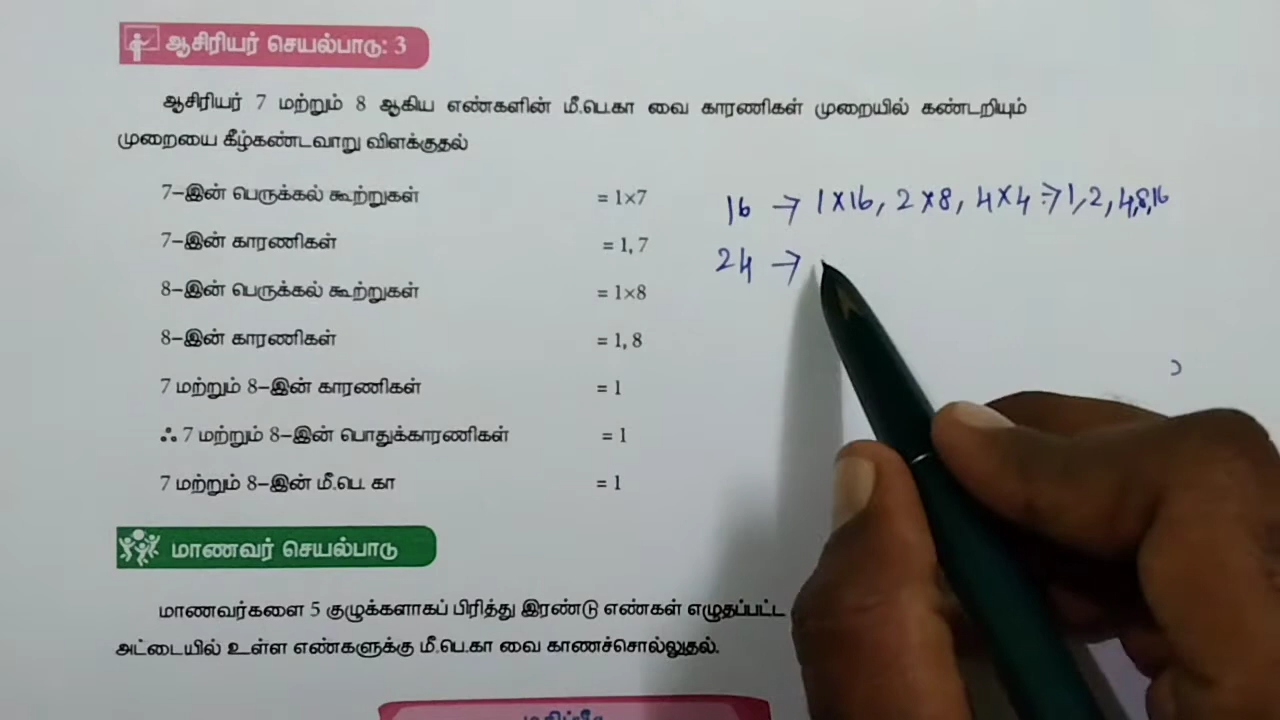 ஆசிரியர் செயல்பாடு: 3
ஆசிரியர் 7 மற்றும் 8 ஆகிய எண்களின் மீ.பெ.கா வை காரணிகள் முறையில் கண்டறியும்
முறையை கீழ்கண்டவாறு விளக்குதல்
7–இன் பெருக்கல் கூற்றுகள் = 1×7
7–இன் காரணிகள் = 1, 7
8–இன் பெருக்கல் கூற்றுகள் = 1×8
8–இன் காரணிகள் = 1, 8
7 மற்றும் 8–இன் காரணிகள் = 1
ஃ 7 மற்றும் 8–இன் பொதுக்காரணிகள் = 1
7 மற்றும் 8–இன் மீ.பெ. கா = 1
16 → 1×16, 2×8, 4×4 → 1, 2, 4, 8, 16
24 →
மாணவர் செயல்பாடு
மாணவர்களை 5 குழுக்களாகப் பிரித்து இரண்டு எண்கள் எழுதப்பட்ட
அட்டையில் உள்ள எண்களுக்கு மீ.பெ.கா வை காணச்சொல்லுதல்.